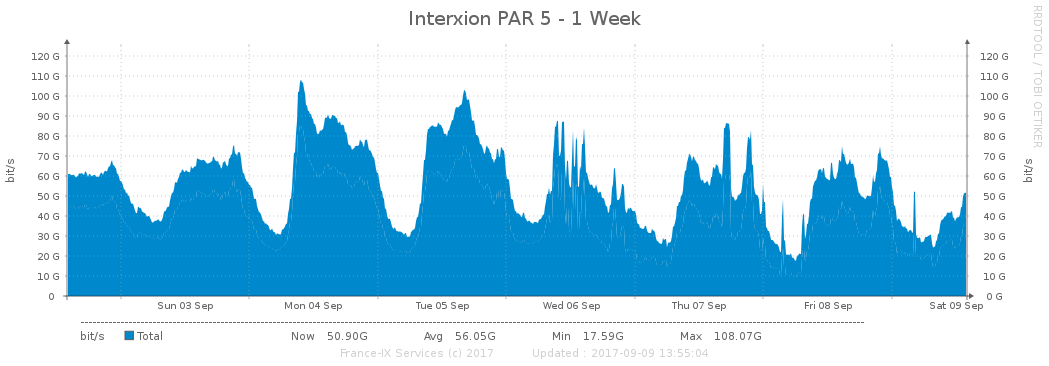 Interxion PAR 5 - 1 Week
RRDTOOL / TOBI OETIKER
bit/s
120 G 120 G
110 G 110 G
100 G 100 G
90 G 90 G
80 G 80 G
70 G 70 G
60 G 60 G
50 G 50 G
40 G 40 G
30 G 30 G
20 G 20 G
10 G 10 G
0 0 G
bit/s
Sun 03 Sep Mon 04 Sep Tue 05 Sep Wed 06 Sep Thu 07 Sep Fri 08 Sep Sat 09 Sep
bit/s Total Now 50.90G Avg 56.05G Min 17.59G Max 108.07G
France-IX Services (c) 2017 Updated : 2017-09-09 13:55:04